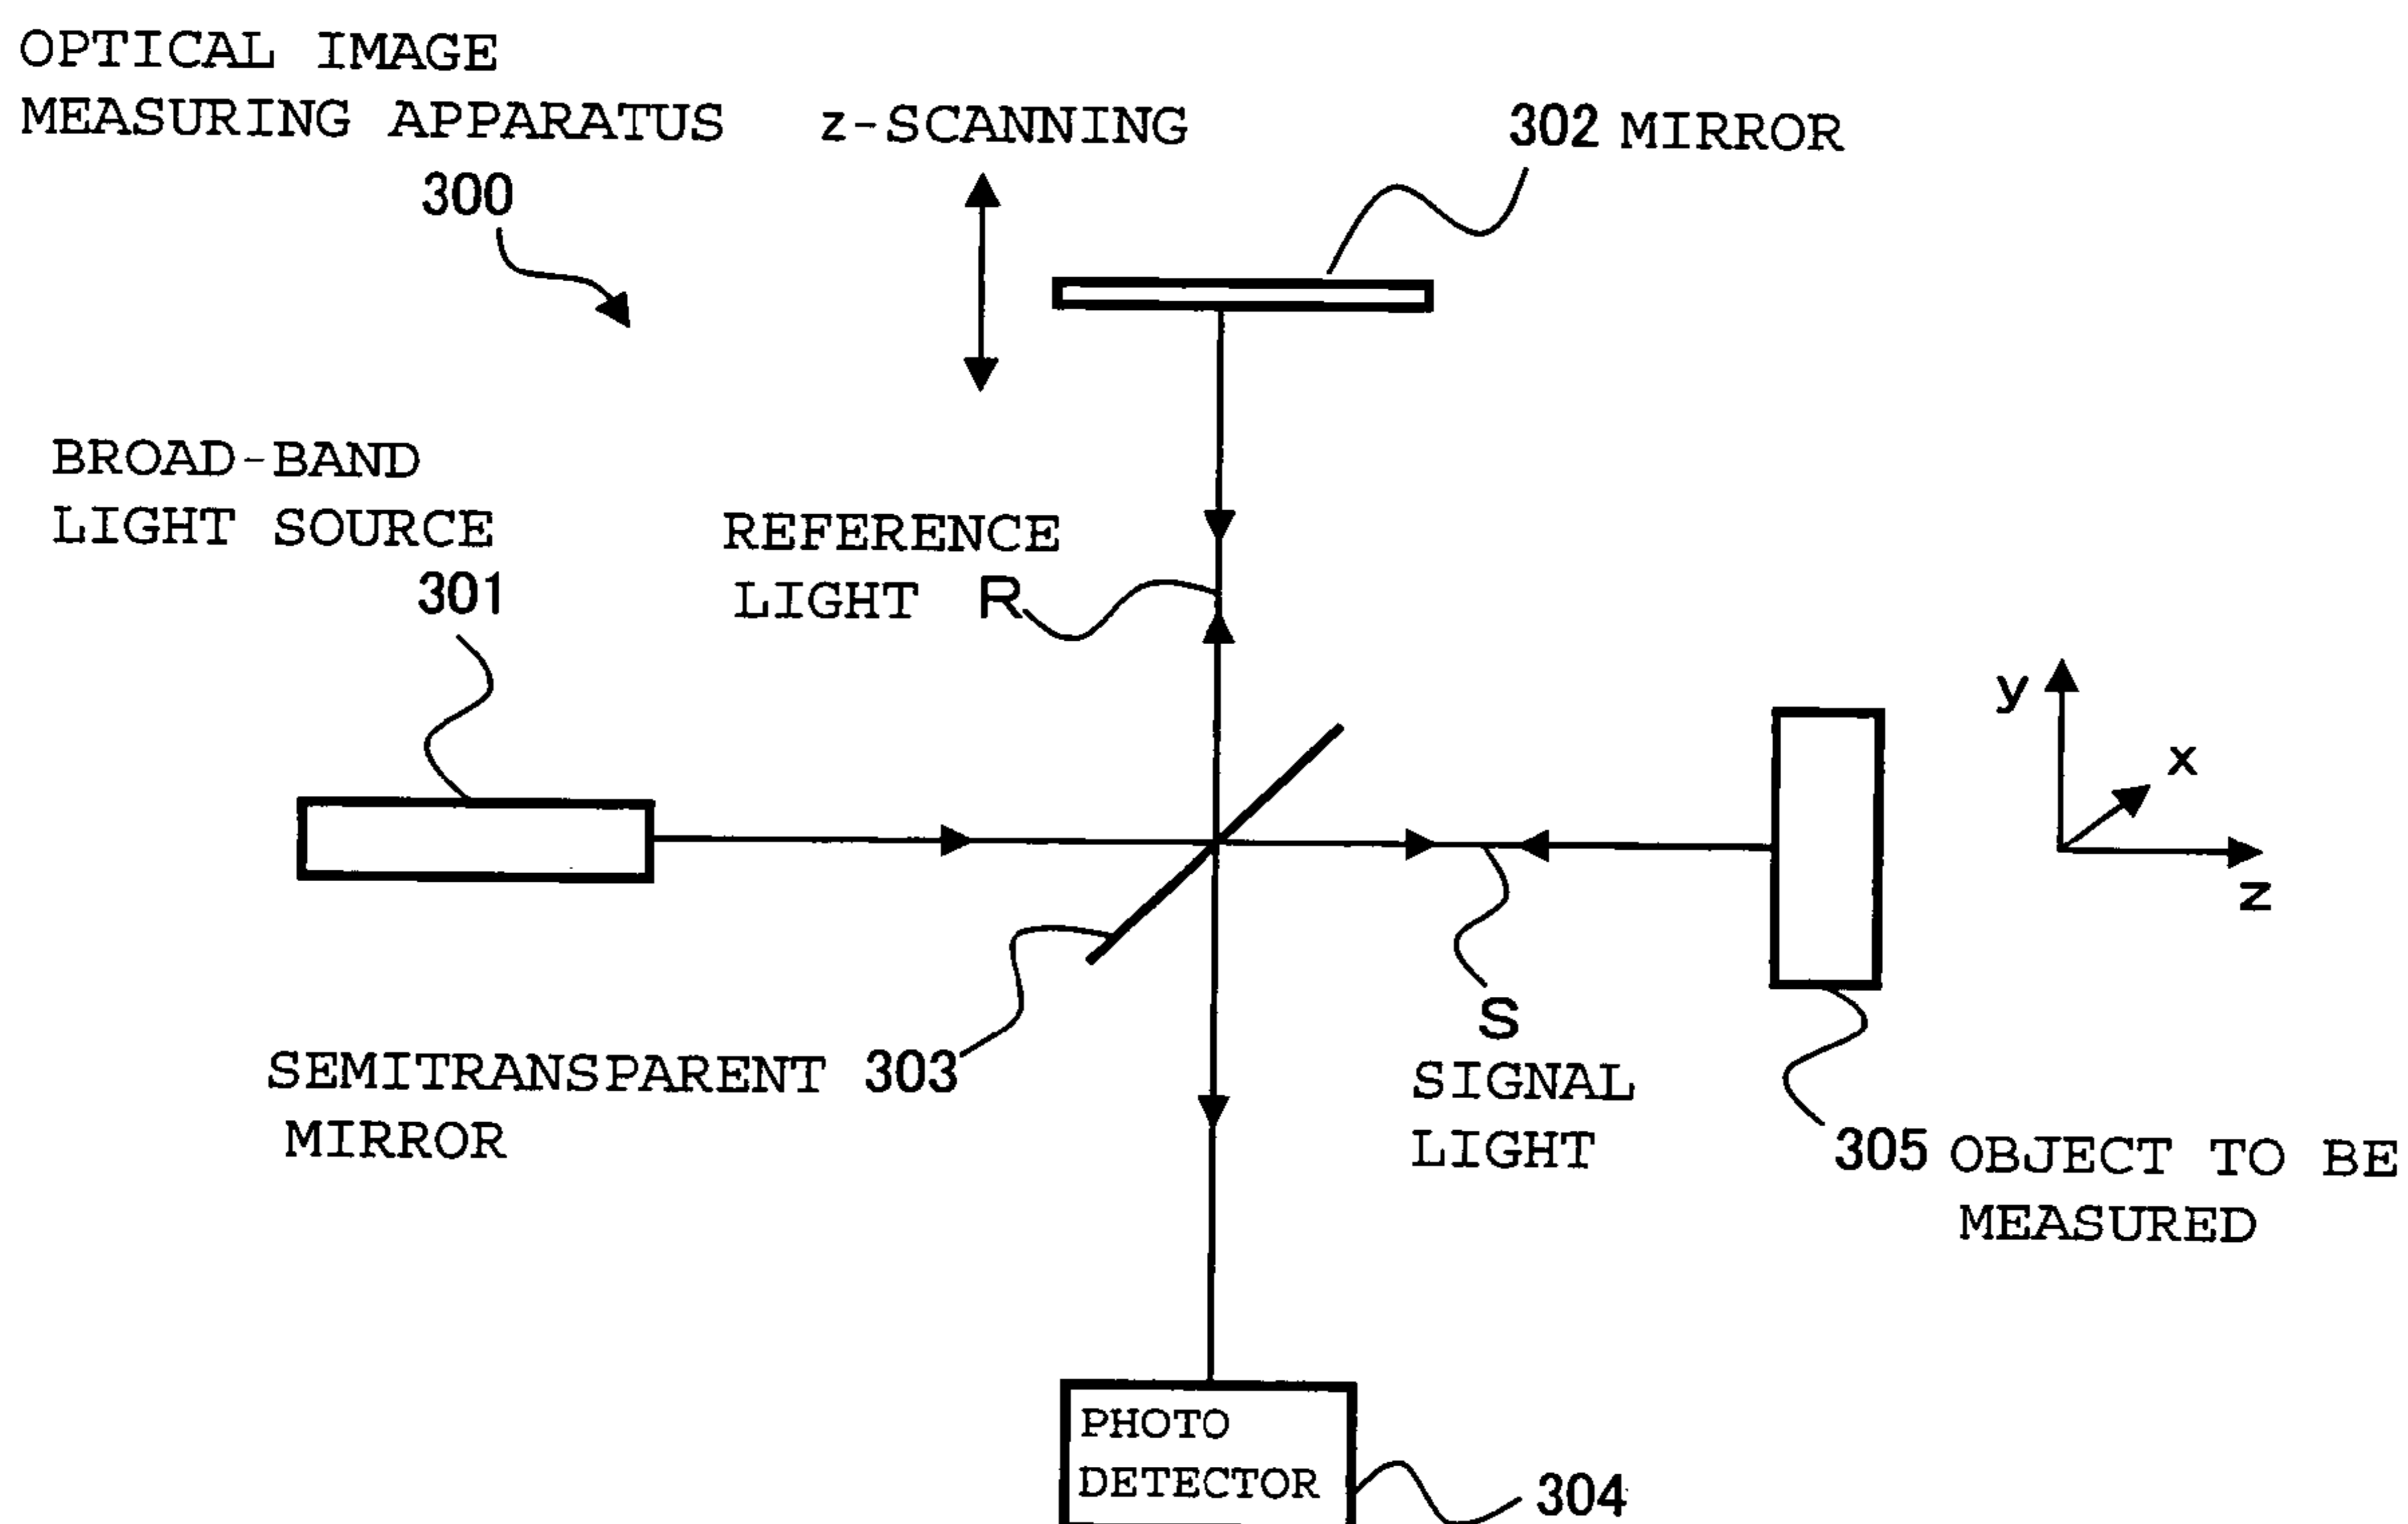 OPTICAL IMAGE
MEASURING APPARATUS
300
z-SCANNING
302 MIRROR
BROAD-BAND
LIGHT SOURCE
301
REFERENCE
LIGHT R
y
x
z
SEMITRANSPARENT 303
MIRROR
S
SIGNAL
LIGHT
305 OBJECT TO BE
MEASURED
PHOTO
DETECTOR
304